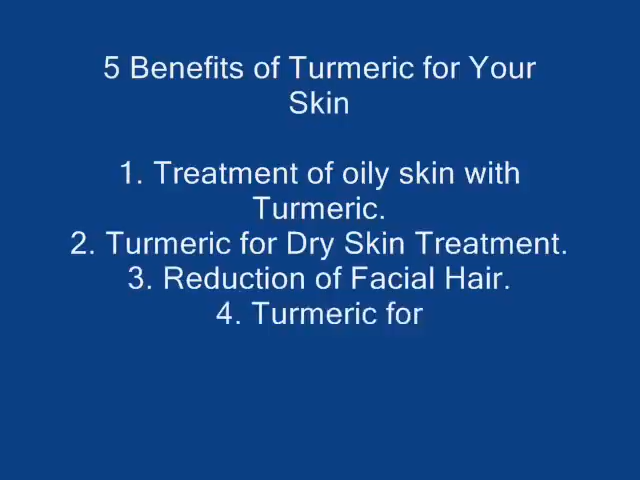 5 Benefits of Turmeric for Your
Skin
1. Treatment of oily skin with
Turmeric.
2. Turmeric for Dry Skin Treatment.
3. Reduction of Facial Hair.
4. Turmeric for